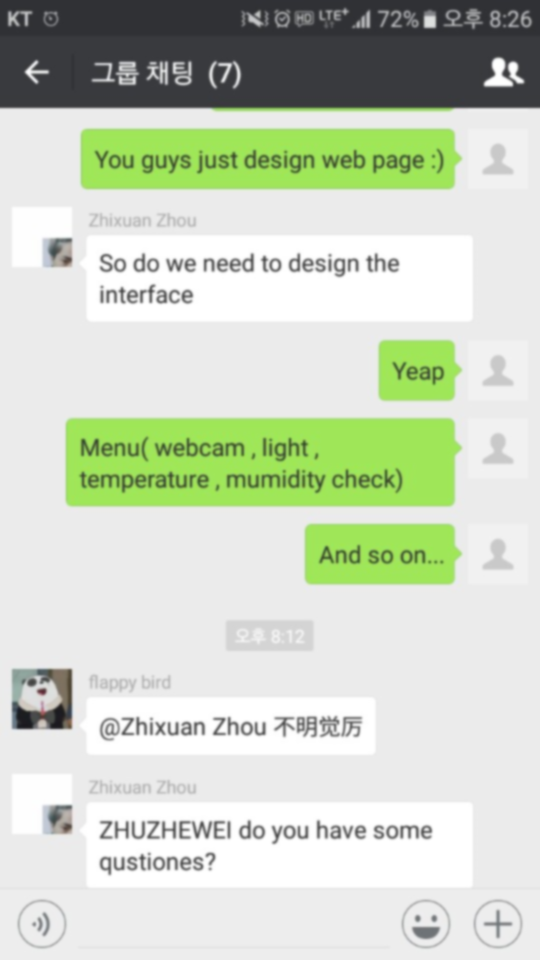 KT LTE+ 72% 오후 8:26
그룹 채팅 (7)
You guys just design web page :)
Zhixuan Zhou
So do we need to design the
interface
Yeap
Menu( webcam , light ,
temperature , mumidity check)
And so on...
오후 8:12
flappy bird
@Zhixuan Zhou 不明觉厉
Zhixuan Zhou
ZHUZHEWEI do you have some
qustiones?